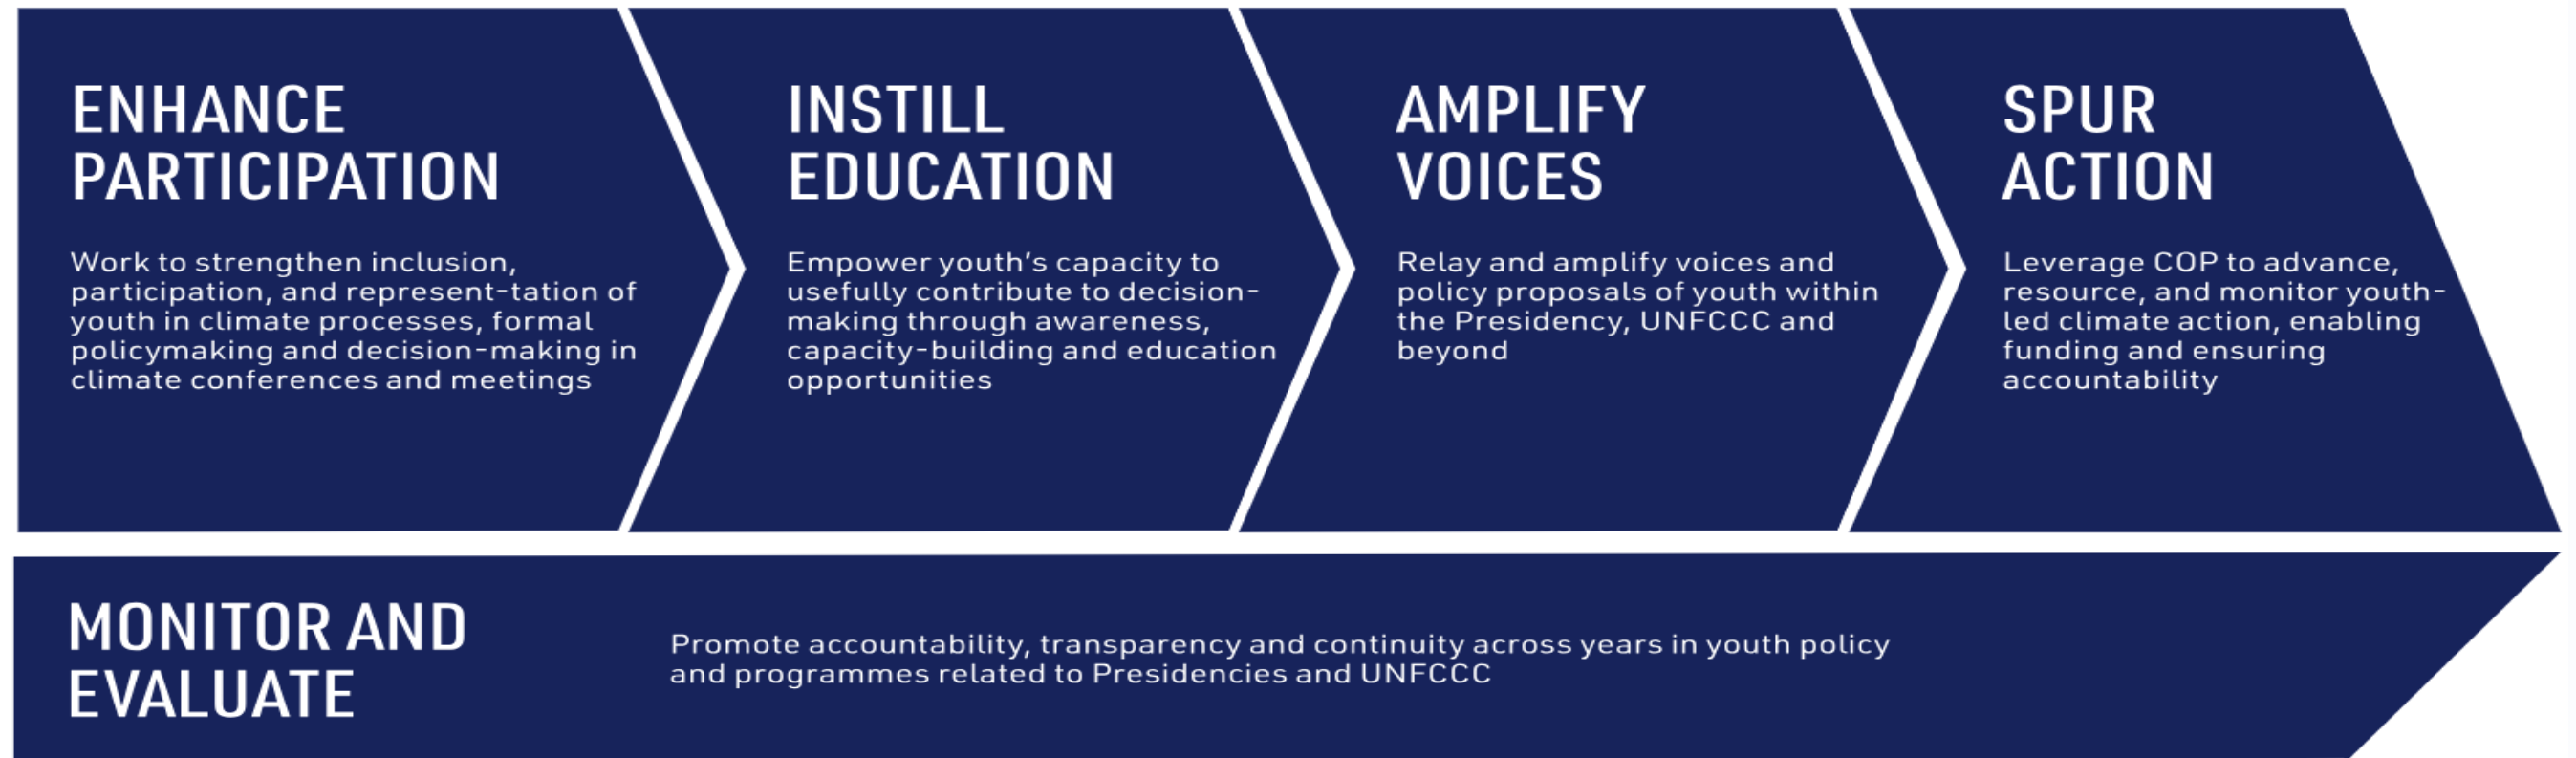 ENHANCE
PARTICIPATION
Work to strengthen inclusion,
participation, and represent-tation of
youth in climate processes, formal
policymaking and decision-making in
climate conferences and meetings
INSTILL
EDUCATION
Empower youth's capacity to
usefully contribute to decision-
making through awareness,
capacity-building and education
opportunities
AMPLIFY
VOICES
Relay and amplify voices and
policy proposals of youth within
the Presidency, UNFCCC and
beyond
SPUR
ACTION
Leverage COP to advance,
resource, and monitor youth-
led climate action, enabling
funding and ensuring
accountability
MONITOR AND
EVALUATE
Promote accountability, transparency and continuity across years in youth policy
and programmes related to Presidencies and UNFCCC